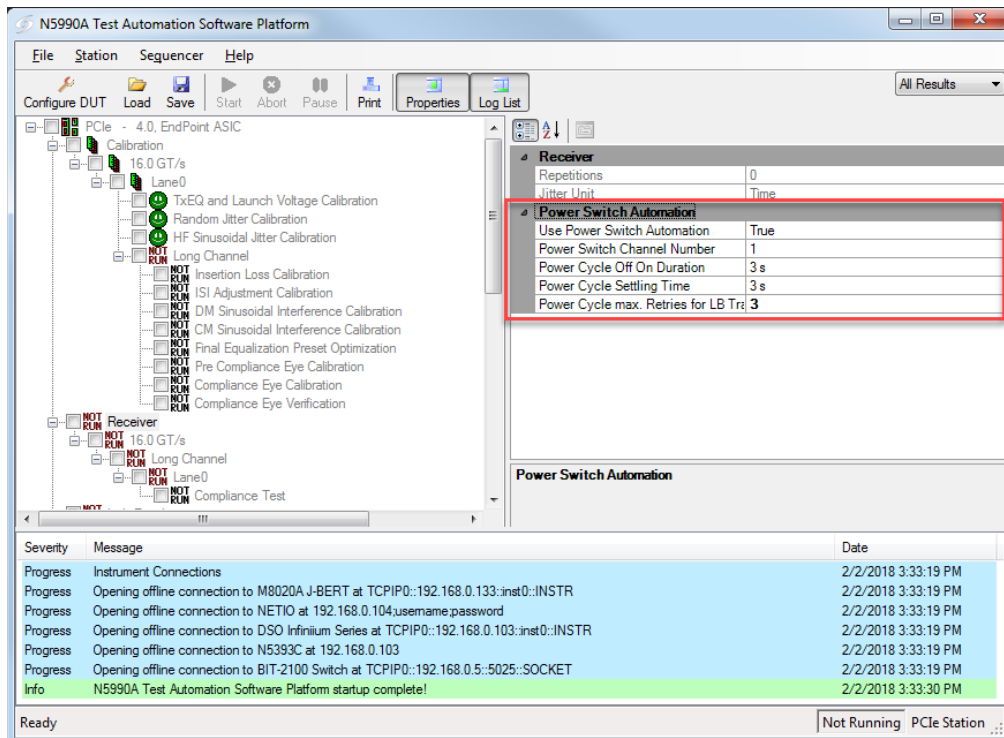 N5990A Test Automation Software Platform
File Station Sequencer Help
Configure DUT Load Save Start Abort Pause Print Properties Log List All Results
PCIe - 4.0, EndPoint ASIC
Calibration
16.0 GT/s
Lane0
TxEQ and Launch Voltage Calibration
Random Jitter Calibration
HF Sinusoidal Jitter Calibration
NOT RUN Long Channel
NOT RUN Insertion Loss Calibration
NOT RUN ISI Adjustment Calibration
NOT RUN DM Sinusoidal Interference Calibration
NOT RUN CM Sinusoidal Interference Calibration
NOT RUN Final Equalization Preset Optimization
NOT RUN Pre Compliance Eye Calibration
NOT RUN Compliance Eye Calibration
NOT RUN Compliance Eye Verification
NOT RUN Receiver
NOT RUN 16.0 GT/s
NOT RUN Long Channel
NOT RUN Lane0
NOT RUN Compliance Test
NOT
Receiver
Repetitions 0
Jitter Unit Time
Power Switch Automation
Use Power Switch Automation True
Power Switch Channel Number 1
Power Cycle Off On Duration 3 s
Power Cycle Settling Time 3 s
Power Cycle max. Retries for LB Tra 3
Power Switch Automation
Severity Message Date
Progress Instrument Connections 2/2/2018 3:33:19 PM
Progress Opening offline connection to M8020A J-BERT at TCPIP0::192.168.0.133::inst0::INSTR 2/2/2018 3:33:19 PM
Progress Opening offline connection to NETIO at 192.168.0.104;username;password 2/2/2018 3:33:19 PM
Progress Opening offline connection to DSO Infiniium Series at TCPIP0::192.168.0.103::inst0::INSTR 2/2/2018 3:33:19 PM
Progress Opening offline connection to N5393C at 192.168.0.103 2/2/2018 3:33:19 PM
Progress Opening offline connection to BIT-2100 Switch at TCPIP0::192.168.0.5::5025::SOCKET 2/2/2018 3:33:19 PM
Info N5990A Test Automation Software Platform startup complete! 2/2/2018 3:33:30 PM
Ready Not Running PCIe Station